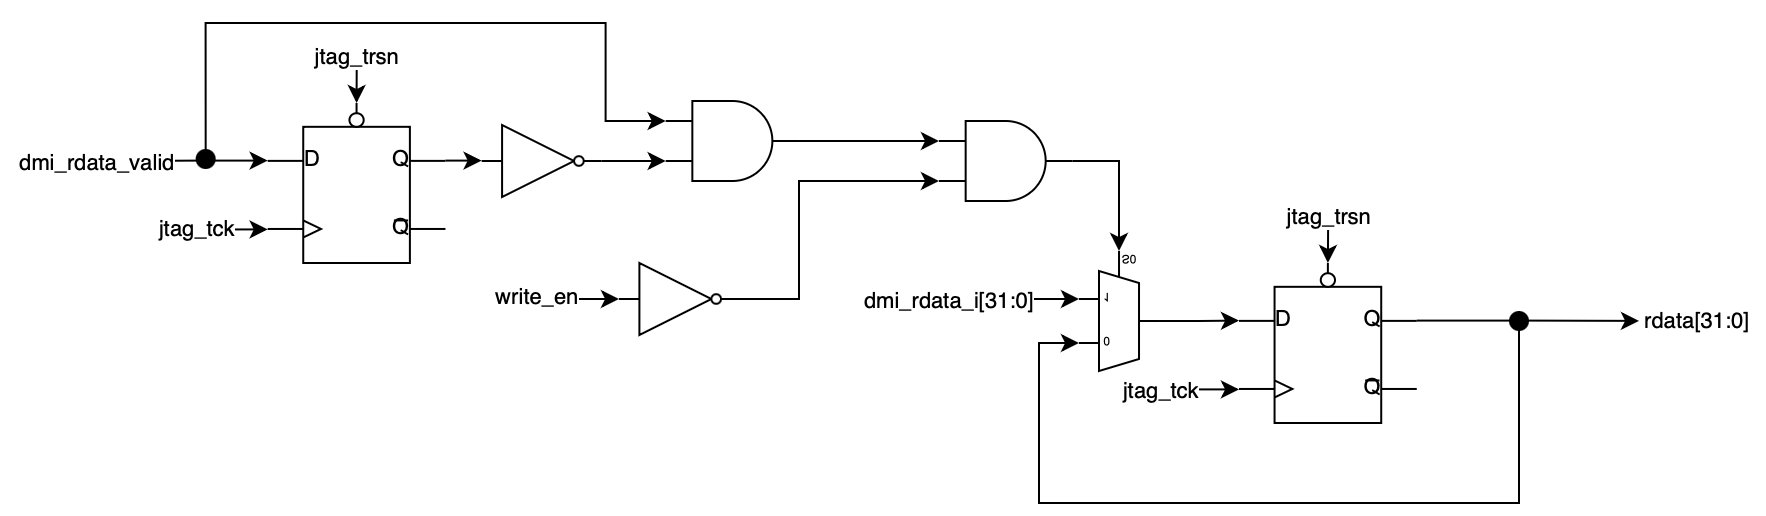 jtag_trsn
dmi_rdata_valid
D
Q
jtag_tck
Q
write_en
S0
dmi_rdata_i[31:0]
1
0
jtag_trsn
D
Q
rdata[31:0]
jtag_tck
Q